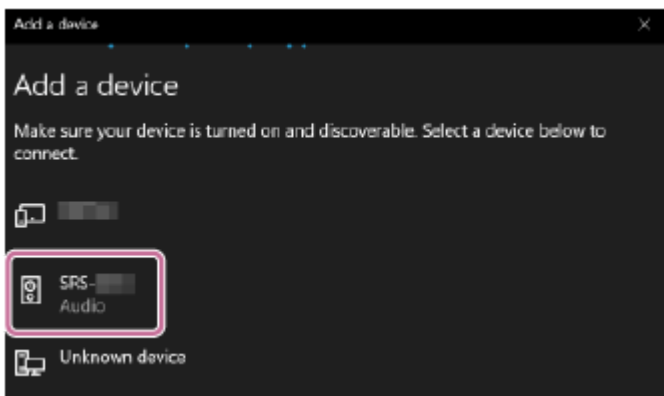 Add a device
Add a device
Make sure your device is turned on and discoverable. Select a device below to
connect.
SRS-
Audio
Unknown device